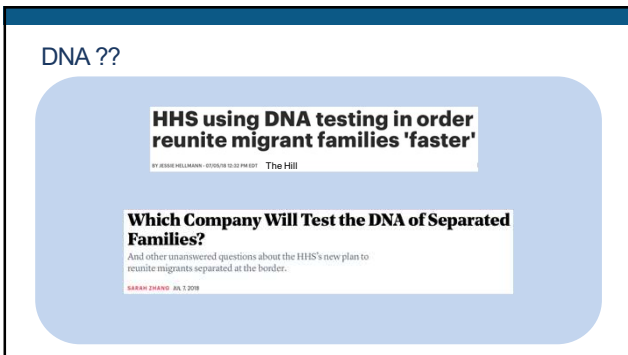 DNA ??
HHS using DNA testing in order
reunite migrant families 'faster'
BY JESSIE HELLMANN - 07/05/18 12:32 PM EDT The Hill
Which Company Will Test the DNA of Separated
Families?
And other unanswered questions about the HHS's new plan to
reunite migrants separated at the border.
SARAH ZHANG JUL 7, 2018